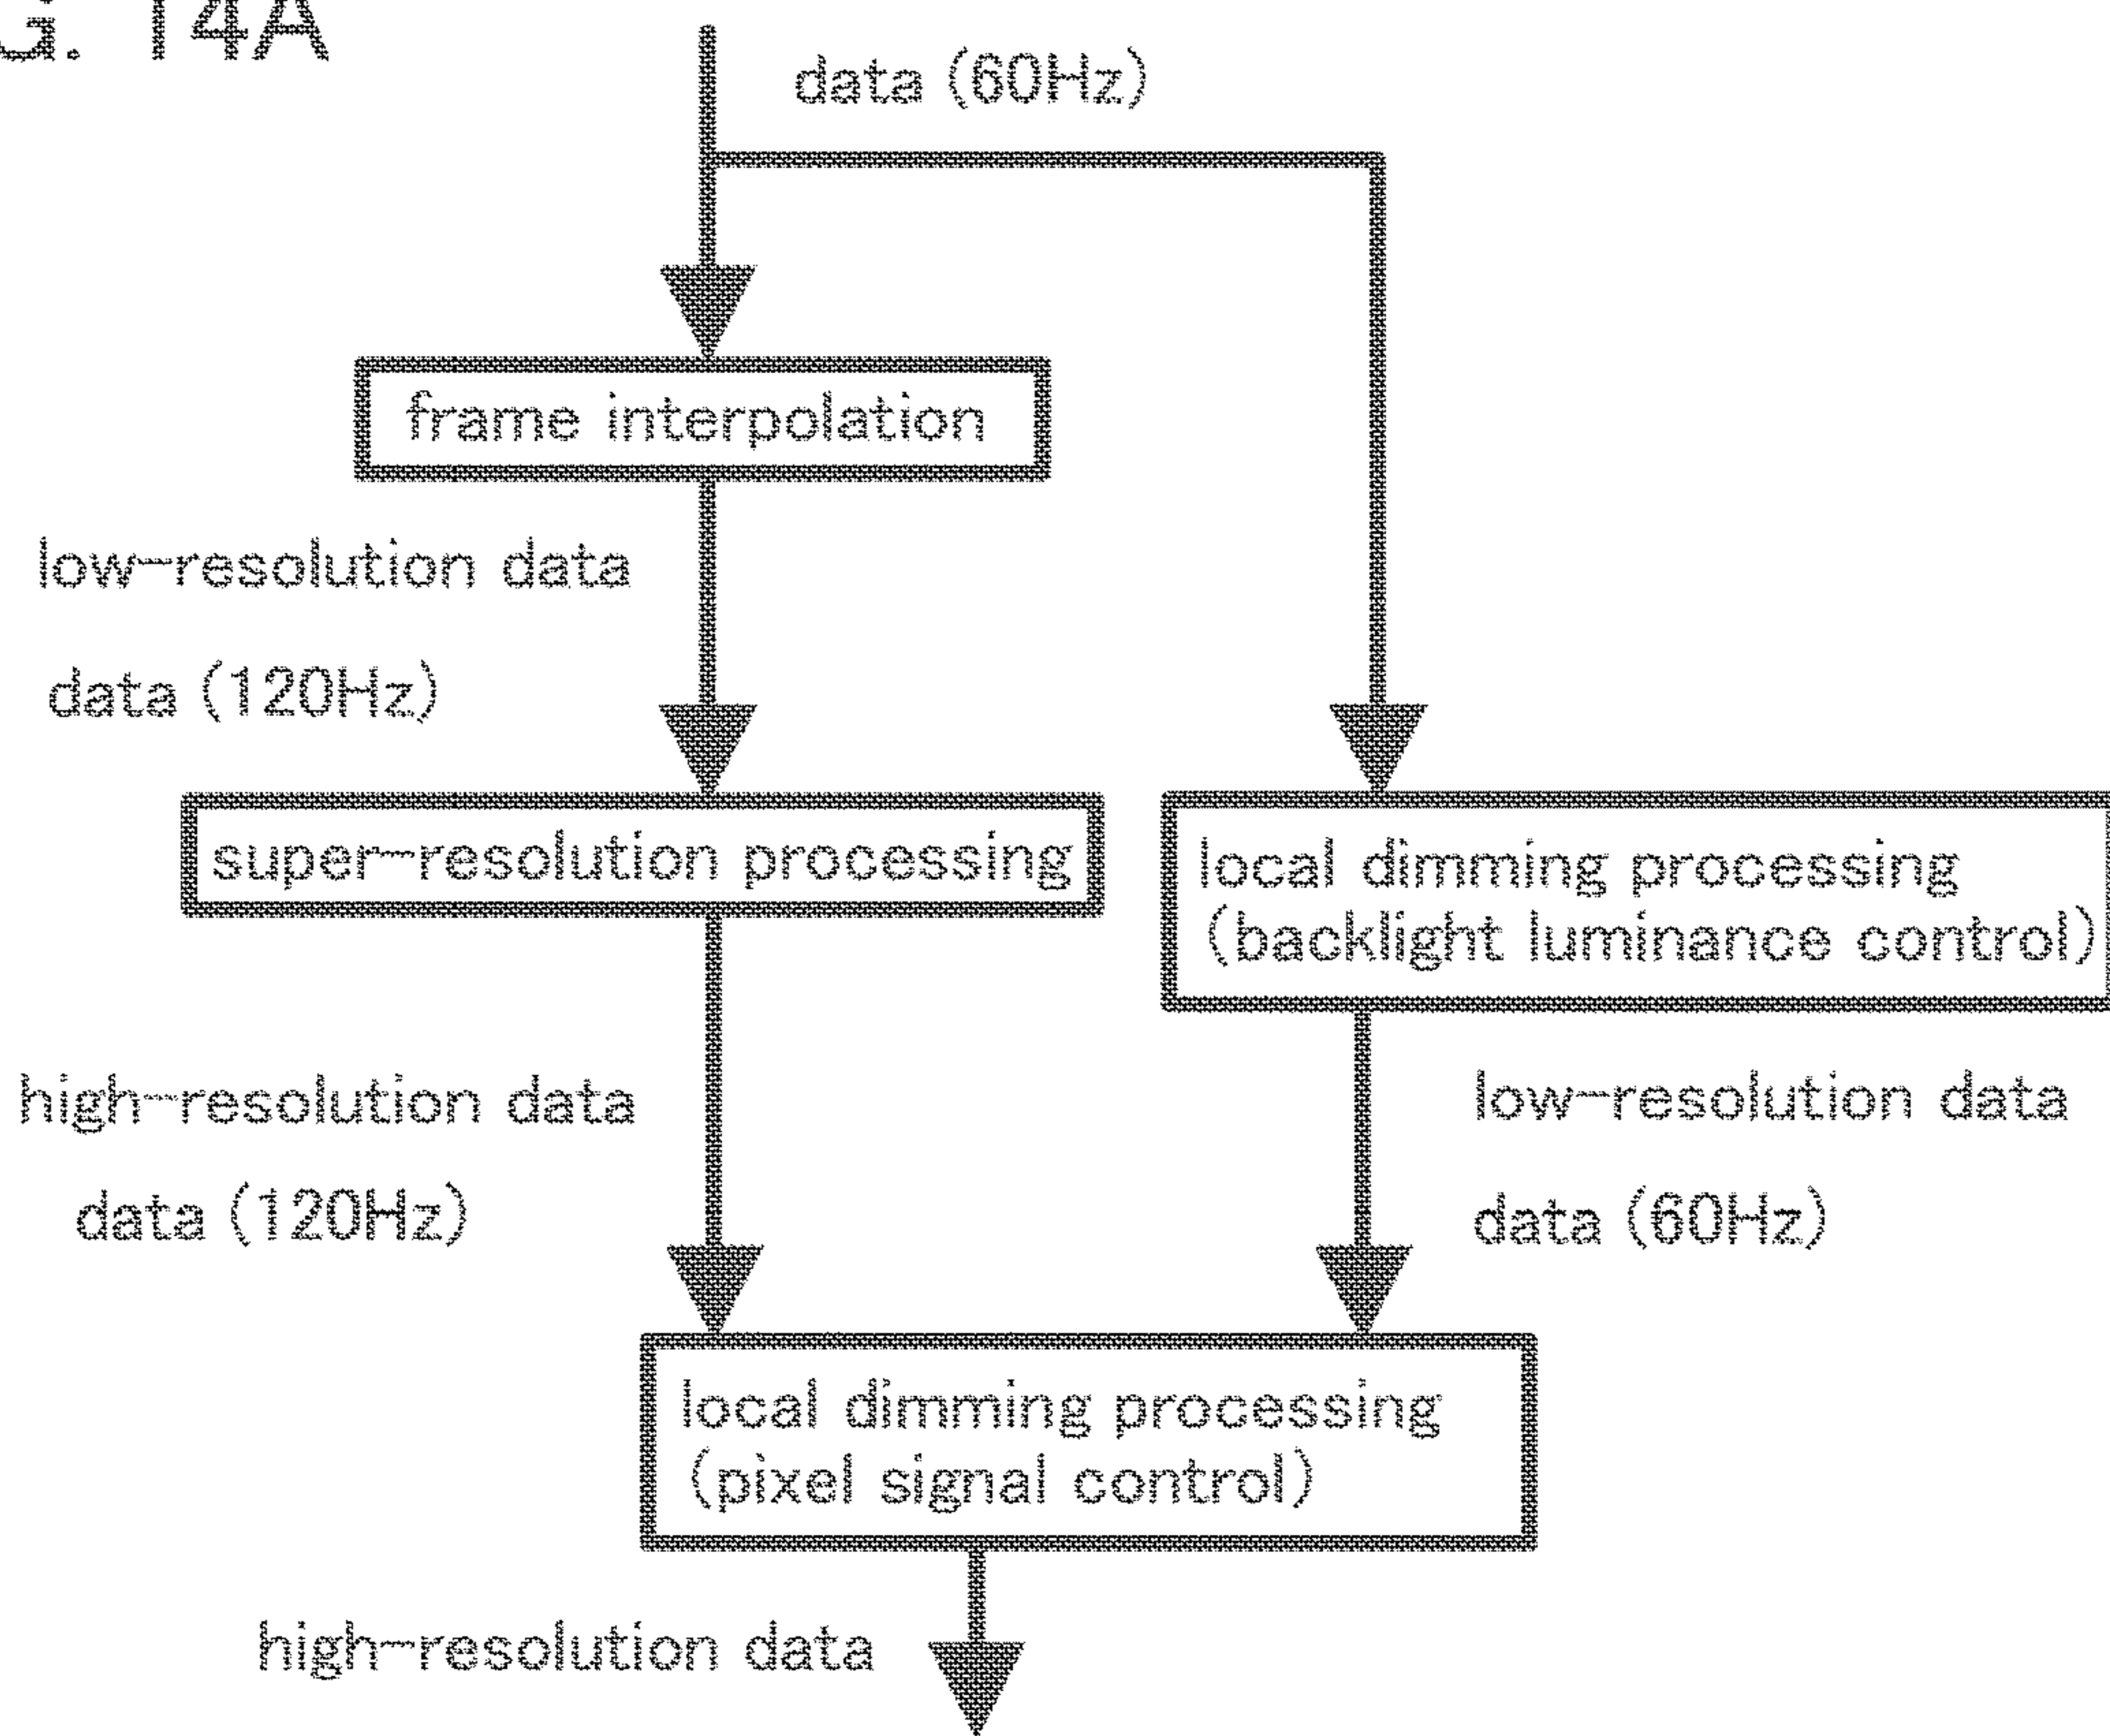 G. 14A
data (60Hz)
frame interpolation
low-resolution data
data (120Hz)
super-resolution processing
local dimming processing
(backlight luminance control)
high-resolution data
data (120Hz)
low-resolution data
data (60Hz)
local dimming processing
(pixel signal control)
high-resolution data